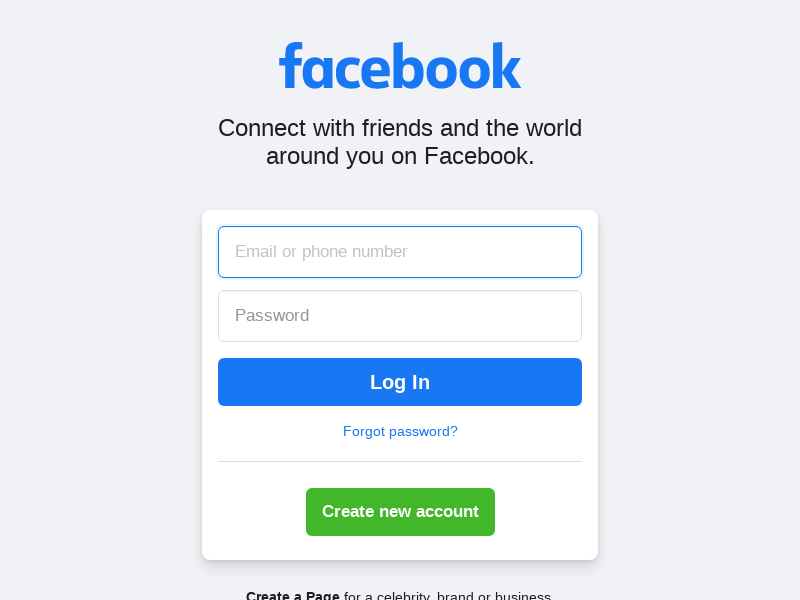 facebook
Connect with friends and the world
around you on Facebook.
Email or phone number
Password
Log In
Forgot password?
Create new account
Create a Page for a celebrity, brand or business.